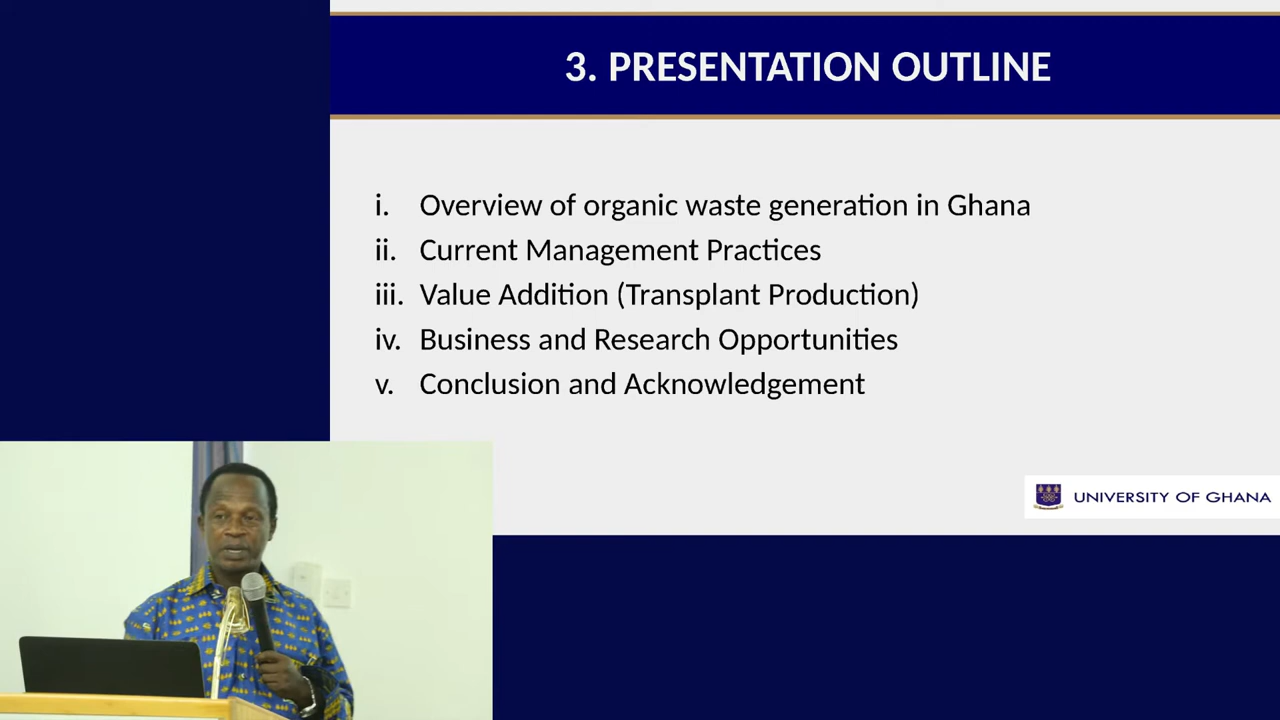 3. PRESENTATION OUTLINE
i. Overview of organic waste generation in Ghana
ii. Current Management Practices
iii. Value Addition (Transplant Production)
iv. Business and Research Opportunities
v. Conclusion and Acknowledgement
UNIVERSITY OF GHANA